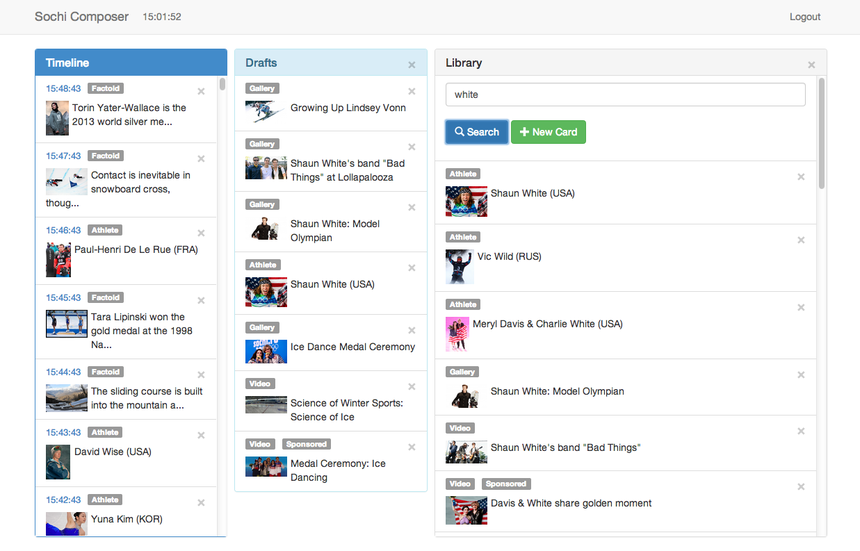 Sochi Composer 15:01:52 Logout
Timeline
15:48:43 Factoid ×
Torin Yater-Wallace is the
2013 world silver me...
15:47:43 Factoid ×
Contact is inevitable in
snowboard cross,
thoug...
15:46:43 Athlete ×
Paul-Henri De Le Rue (FRA)
15:45:43 Factoid ×
Tara Lipinski won the
gold medal at the 1998
Na...
15:44:43 Factoid ×
The sliding course is built
into the mountain a...
15:43:43 Athlete ×
David Wise (USA)
15:42:43 Athlete ×
Yuna Kim (KOR)
Drafts ×
Gallery ×
Growing Up Lindsey Vonn
Gallery ×
Shaun White's band "Bad
Things" at Lollapalooza
Gallery ×
Shaun White: Model
Olympian
Athlete ×
Shaun White (USA)
Gallery ×
Ice Dance Medal Ceremony
Video ×
Science of Winter Sports:
Science of Ice
Video Sponsored ×
Medal Ceremony: Ice
Dancing
Library ×
white
Search + New Card
Athlete ×
Shaun White (USA)
Athlete ×
Vic Wild (RUS)
Athlete ×
Meryl Davis & Charlie White (USA)
Gallery ×
Shaun White: Model Olympian
Video ×
Shaun White's band "Bad Things"
Video Sponsored ×
Davis & White share golden moment